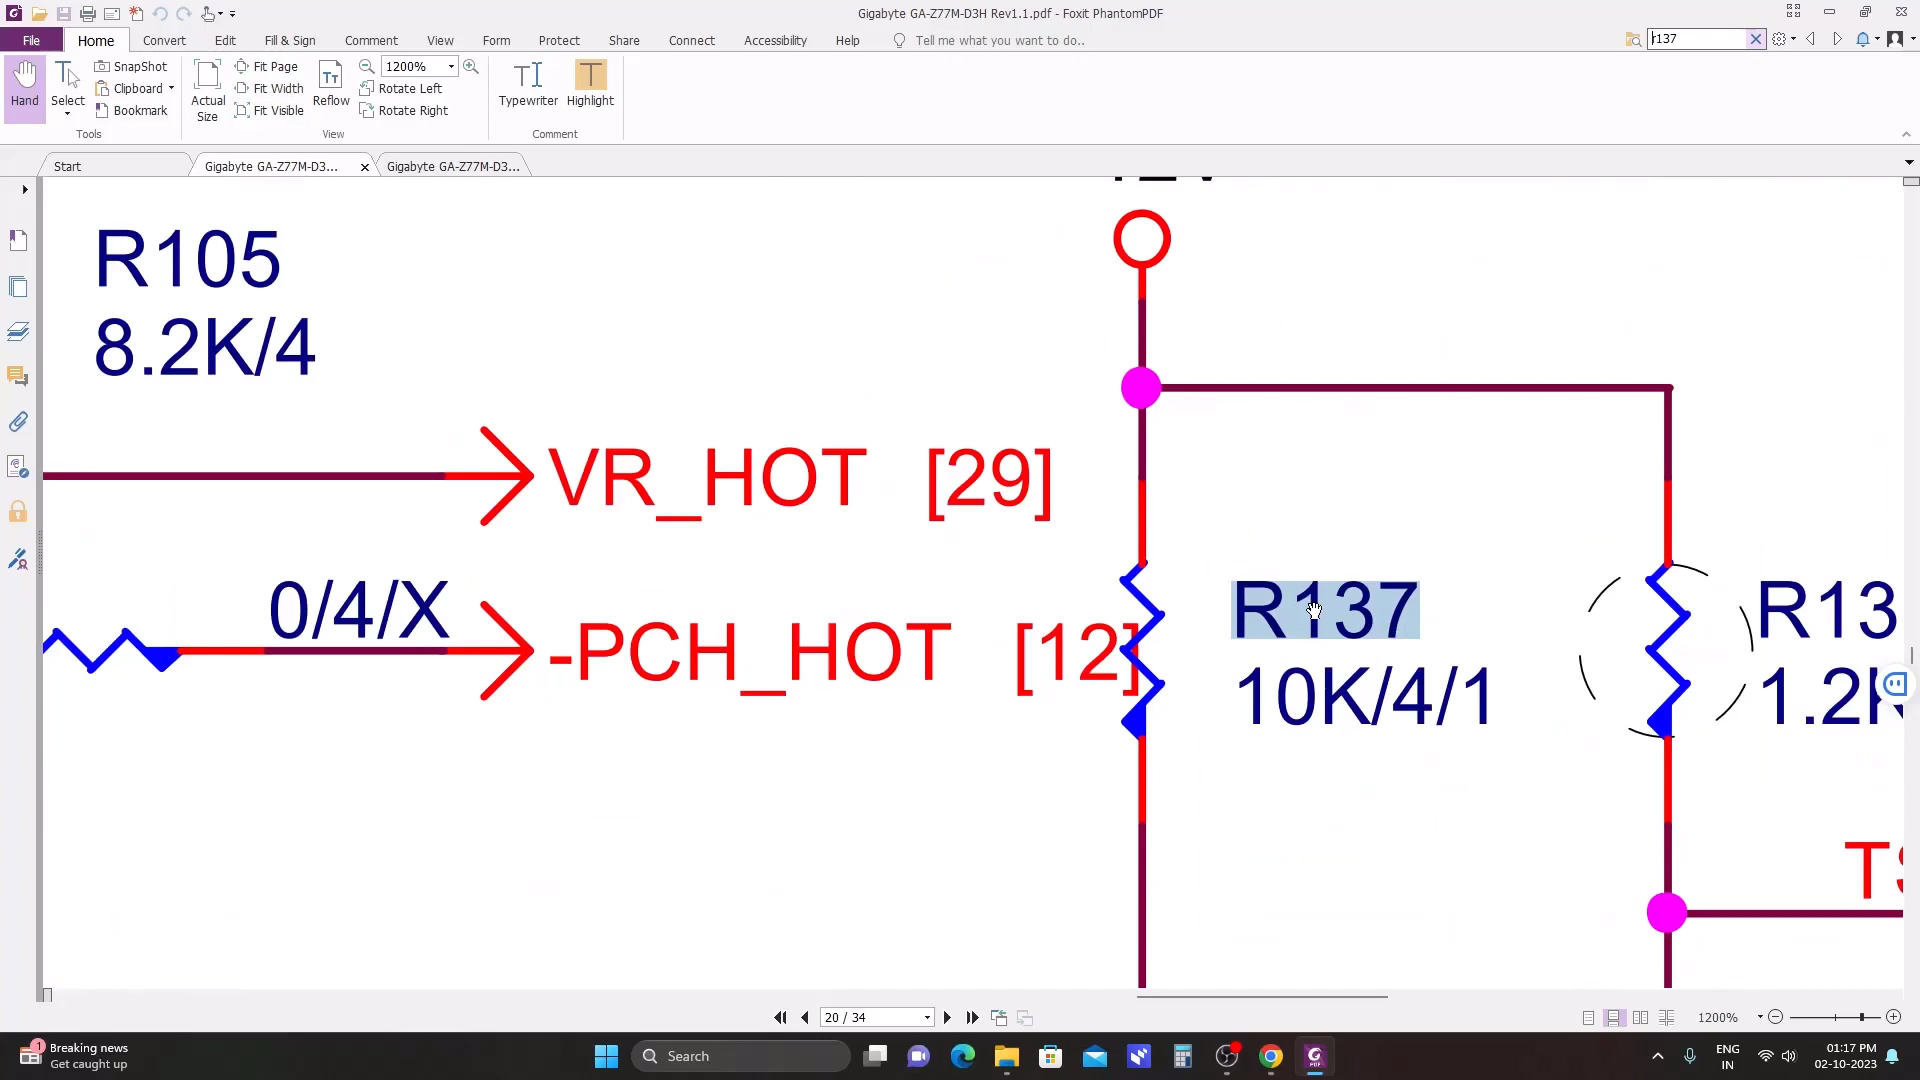 Gigabyte GA-Z77M-D3H Rev1.1.pdf - Foxit PhantomPDF
File Home Convert Edit Fill & Sign Comment View Form Protect Share Connect Accessibility Help Tell me what you want to do..
r137
Hand
Select
SnapShot
Clipboard
Bookmark
Tools
Actual Size
Fit Page
Fit Width
Fit Visible
Reflow
1200%
Rotate Left
Rotate Right
View
Typewriter
Highlight
Comment
Start
Gigabyte GA-Z77M-D3...
Gigabyte GA-Z77M-D3...
R105
8.2K/4
VR_HOT [29]
0/4/X
-PCH_HOT [12]
R137
10K/4/1
R13
1.2K
TS
20 / 34
1200%
1
Breaking news
Get caught up
Search
ENG
IN
01:17 PM
02-10-2023